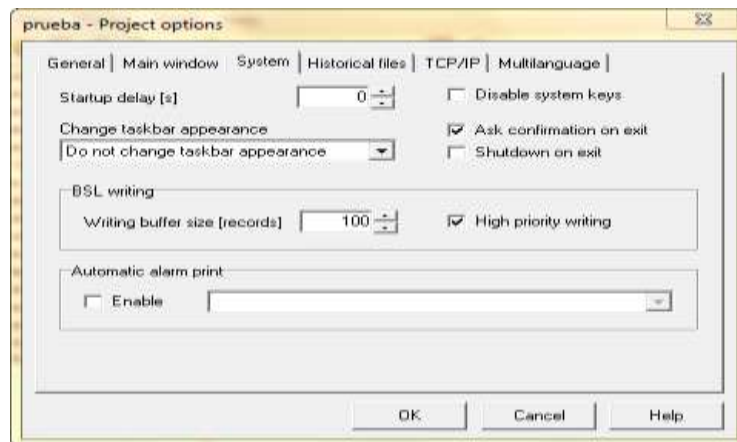 prueba - Project options
General Main window System Historical files TCP/IP Multilanguage
Startup delay [s] 0 Disable system keys
Change taskbar appearance Ask confirmation on exit
Do not change taskbar appearance Shutdown on exit
BSL writing
Writing buffer size [records] 100 High priority writing
Automatic alarm print
Enable
OK Cancel Help